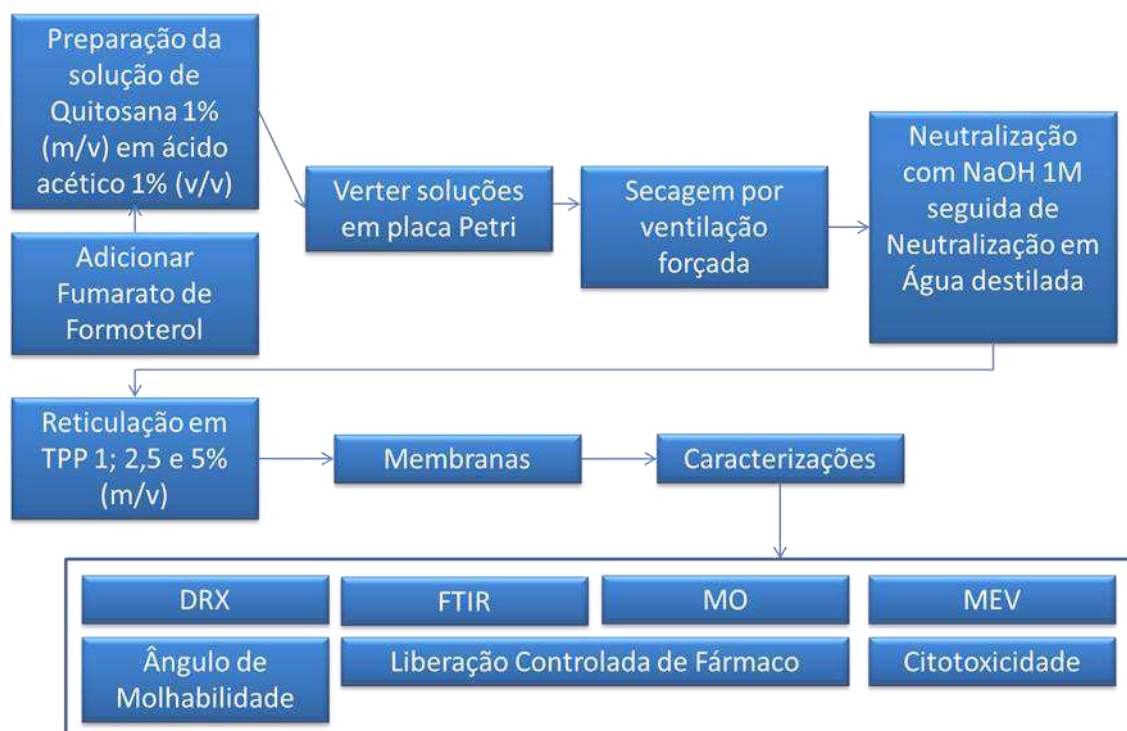 Preparação da
solução de
Quitosana 1%
(m/v) em ácido
acético 1% (v/v)
Adicionar
Fumarato de
Formoterol
Verter soluções
em placa Petri
Secagem por
ventilação
forçada
Neutralização
com NaOH 1M
seguida de
Neutralização em
Água destilada
Reticulação em
TPP 1; 2,5 e 5%
(m/v)
Membranas
Caracterizações
DRX
FTIR
MO
MEV
Ângulo de
Molhabilidade
Liberação Controlada de Fármaco
Citotoxicidade